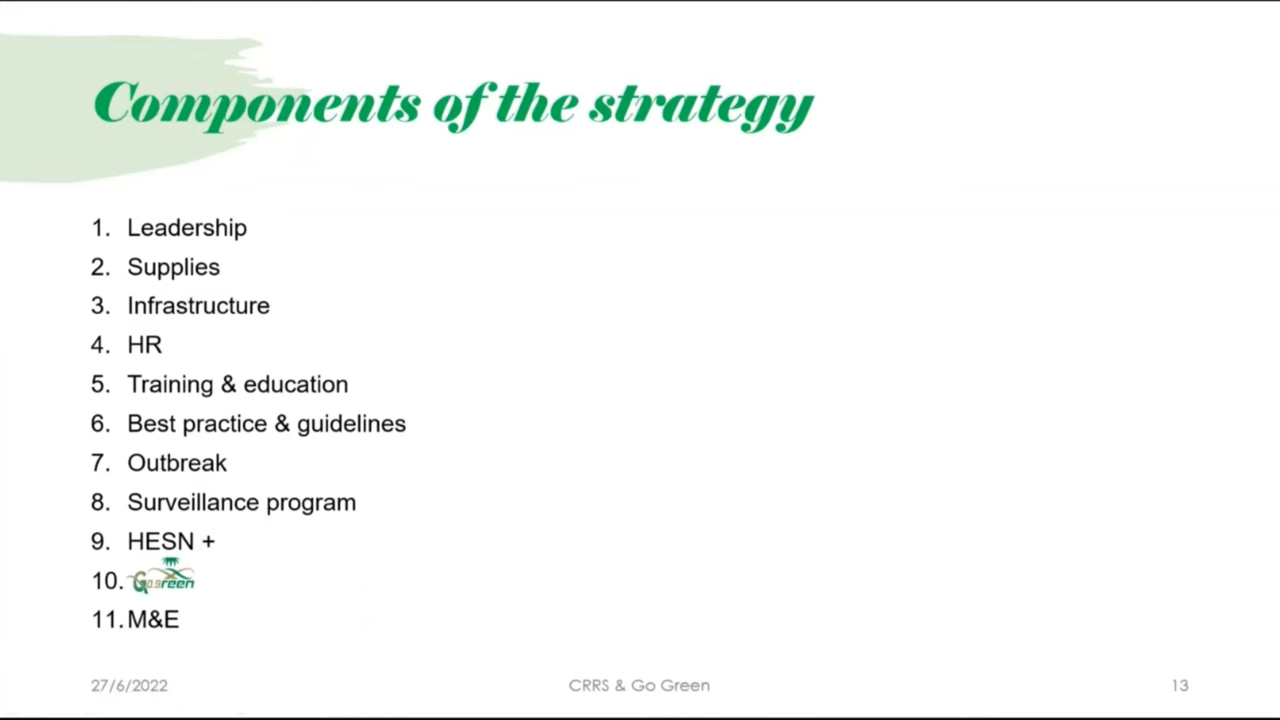 Components of the strategy
1. Leadership
2. Supplies
3. Infrastructure
4. HR
5. Training & education
6. Best practice & guidelines
7. Outbreak
8. Surveillance program
9. HESN +
10. Go.green
11. M&E
27/6/2022
CRRS & Go Green
13